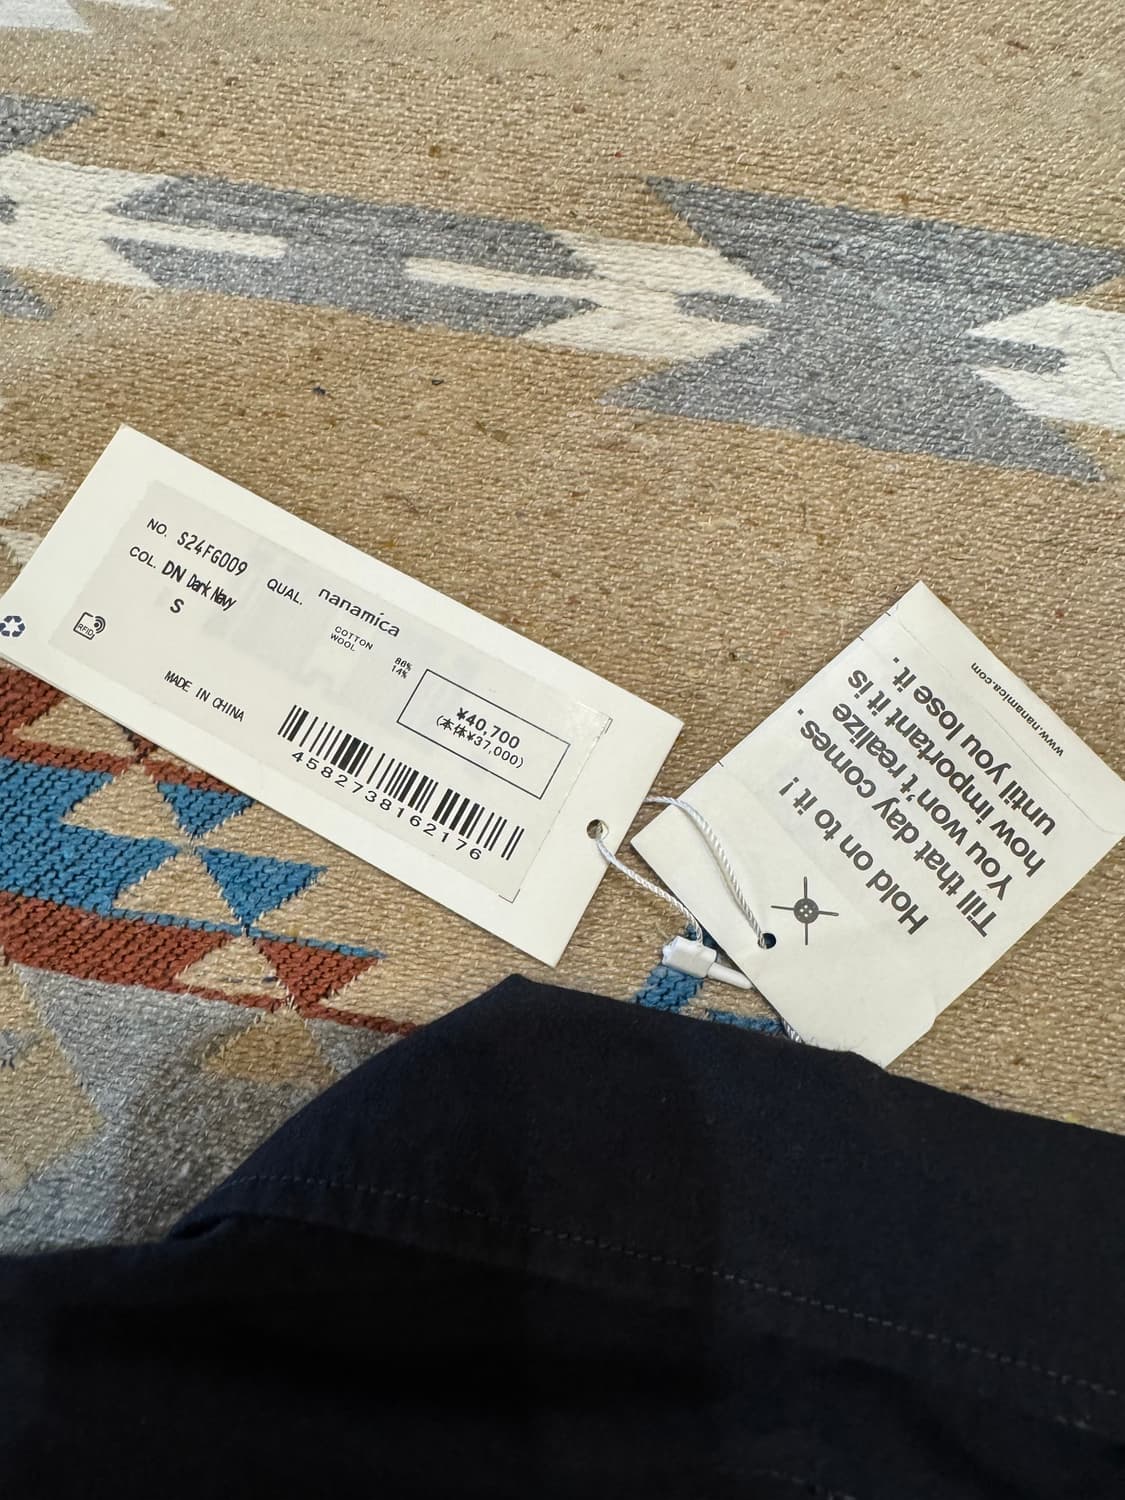 NO. S24FG009
COL. DN Dark Navy
S
QUAL. nanamica
COTTON 86%
WOOL 14%
RFID
MADE IN CHINA
¥40,700
(本体¥37,000)
4582738162176
Hold on to it!
Till that day comes.
You won't realize
how important it is
until you lose it.
www.nanamica.com